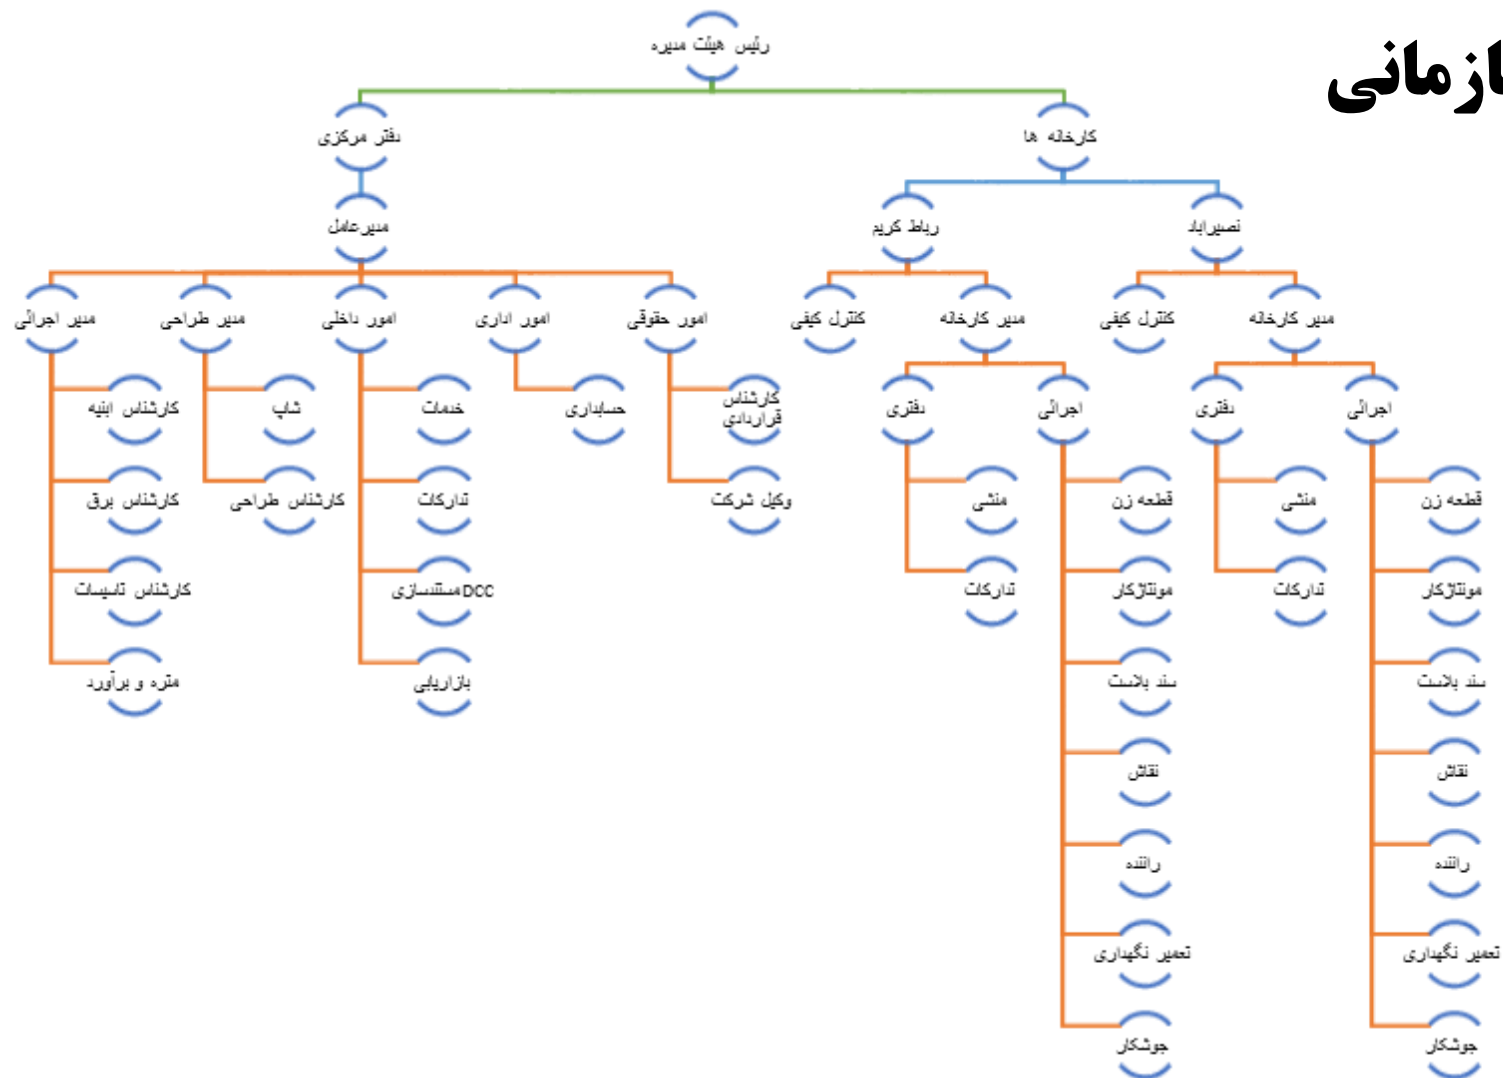 ازمانی
رئیس هیئت مدیره
کارخانه ها
دفتر مرکزی
نصیراباد
رباط کریم
مدیرعامل
مدیر کارخانه
کنترل کیفی
مدیر کارخانه
کنترل کیفی
امور حقوقی
امور اداری
امور داخلی
مدیر طراحی
مدیر اجرائی
اجرائی
دفتری
اجرائی
دفتری
کارشناس
قراردادی
حسابداری
خدمات
شاپ
کارشناس ابنیه
قطعه زن
منشی
قطعه زن
منشی
وکیل شرکت
تدارکات
کارشناس طراحی
کارشناس برق
مونتاژکار
تدارکات
مونتاژکار
تدارکات
مستندسازی DCC
کارشناس تاسیسات
سند بلاست
سند بلاست
بازاریابی
متره و برآورد
نقاش
نقاش
راننده
راننده
تعمیر نگهداری
تعمیر نگهداری
جوشکار
جوشکار